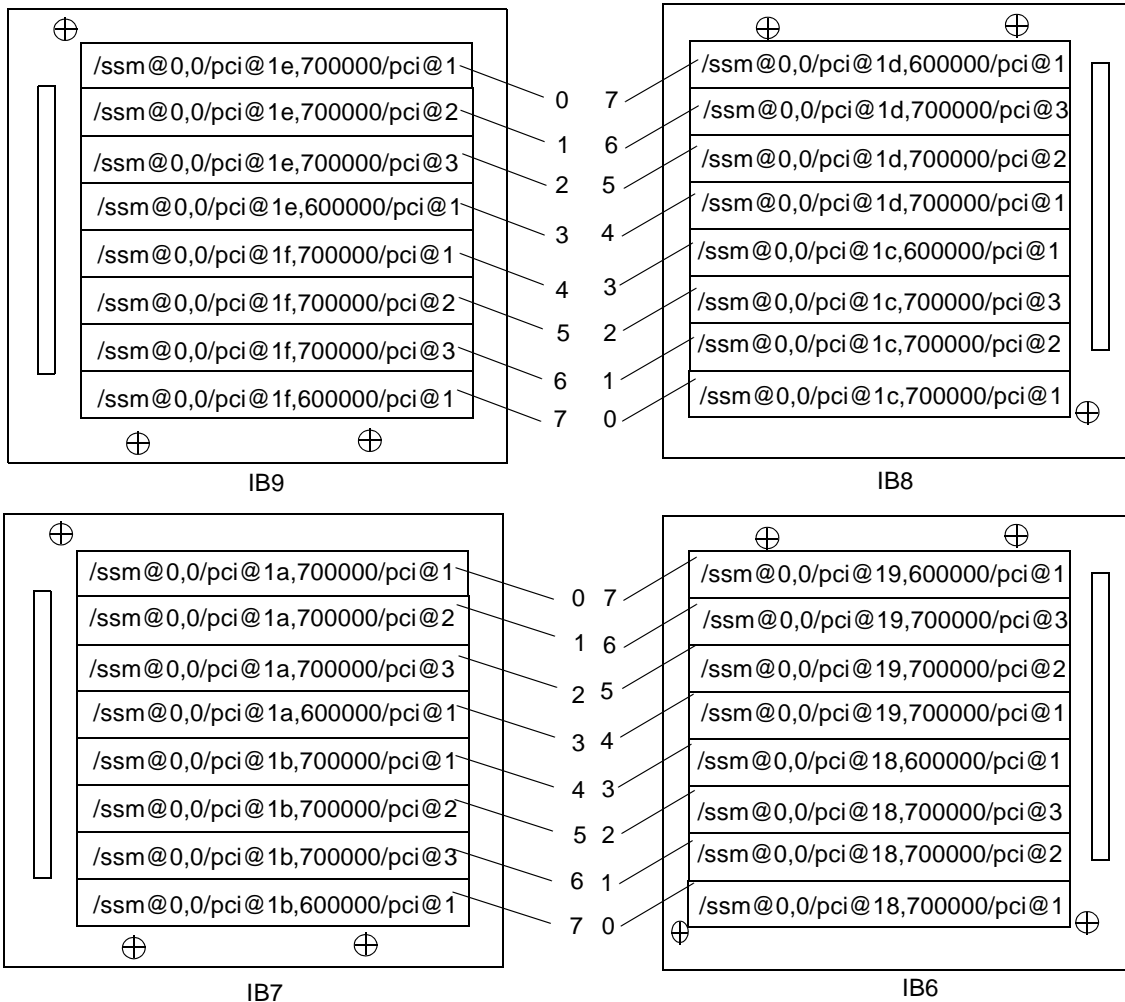 /ssm@0,0/pci@1e,700000/pci@1
/ssm@0,0/pci@1e,700000/pci@2
/ssm@0,0/pci@1e,700000/pci@3
/ssm@0,0/pci@1e,600000/pci@1
/ssm@0,0/pci@1f,700000/pci@1
/ssm@0,0/pci@1f,700000/pci@2
/ssm@0,0/pci@1f,700000/pci@3
/ssm@0,0/pci@1f,600000/pci@1
0
1
2
3
4
5
6
7
IB9
7
6
5
4
3
2
1
0
/ssm@0,0/pci@1d,600000/pci@1
/ssm@0,0/pci@1d,700000/pci@3
/ssm@0,0/pci@1d,700000/pci@2
/ssm@0,0/pci@1d,700000/pci@1
/ssm@0,0/pci@1c,600000/pci@1
/ssm@0,0/pci@1c,700000/pci@3
/ssm@0,0/pci@1c,700000/pci@2
/ssm@0,0/pci@1c,700000/pci@1
IB8
/ssm@0,0/pci@1a,700000/pci@1
/ssm@0,0/pci@1a,700000/pci@2
/ssm@0,0/pci@1a,700000/pci@3
/ssm@0,0/pci@1a,600000/pci@1
/ssm@0,0/pci@1b,700000/pci@1
/ssm@0,0/pci@1b,700000/pci@2
/ssm@0,0/pci@1b,700000/pci@3
/ssm@0,0/pci@1b,600000/pci@1
0
1
2
3
4
5
6
7
IB7
7
6
5
4
3
2
1
0
/ssm@0,0/pci@19,600000/pci@1
/ssm@0,0/pci@19,700000/pci@3
/ssm@0,0/pci@19,700000/pci@2
/ssm@0,0/pci@19,700000/pci@1
/ssm@0,0/pci@18,600000/pci@1
/ssm@0,0/pci@18,700000/pci@3
/ssm@0,0/pci@18,700000/pci@2
/ssm@0,0/pci@18,700000/pci@1
IB6